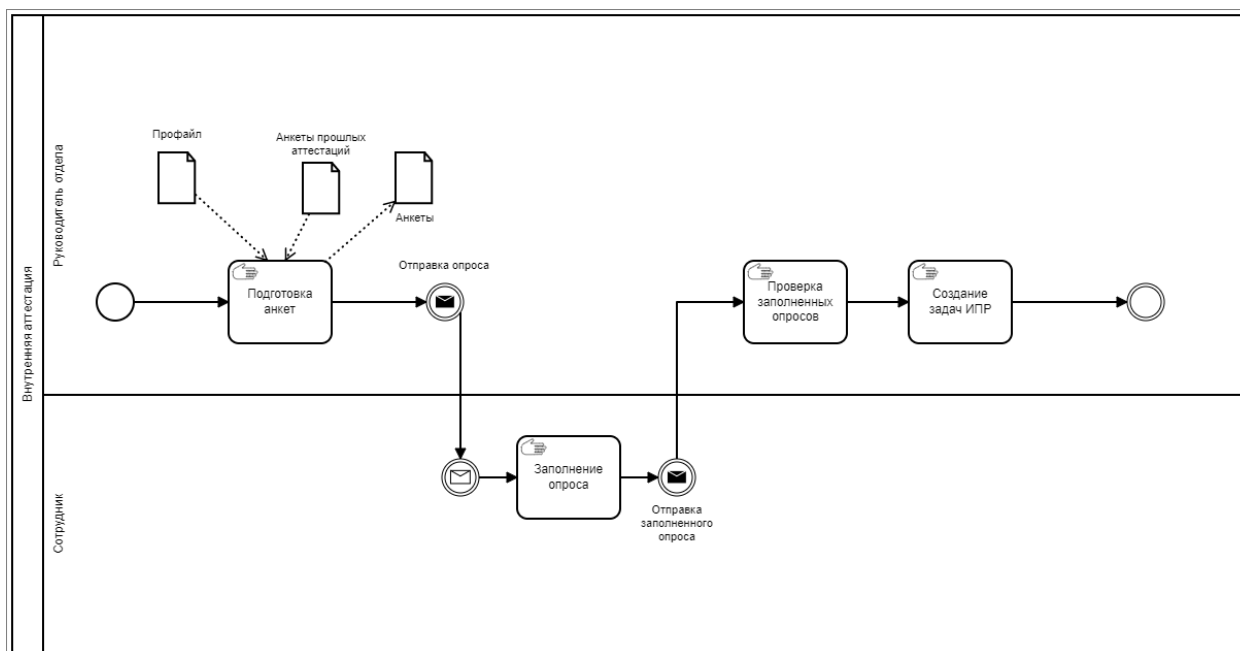 Внутренняя аттестация
Руководитель отдела
Профайл
Анкеты прошлых
аттестаций
Анкеты
Подготовка
анкет
Отправка опроса
Проверка
заполненных
опросов
Создание
задач ИПР
Сотрудник
Заполнение
опроса
Отправка
заполненного
опроса